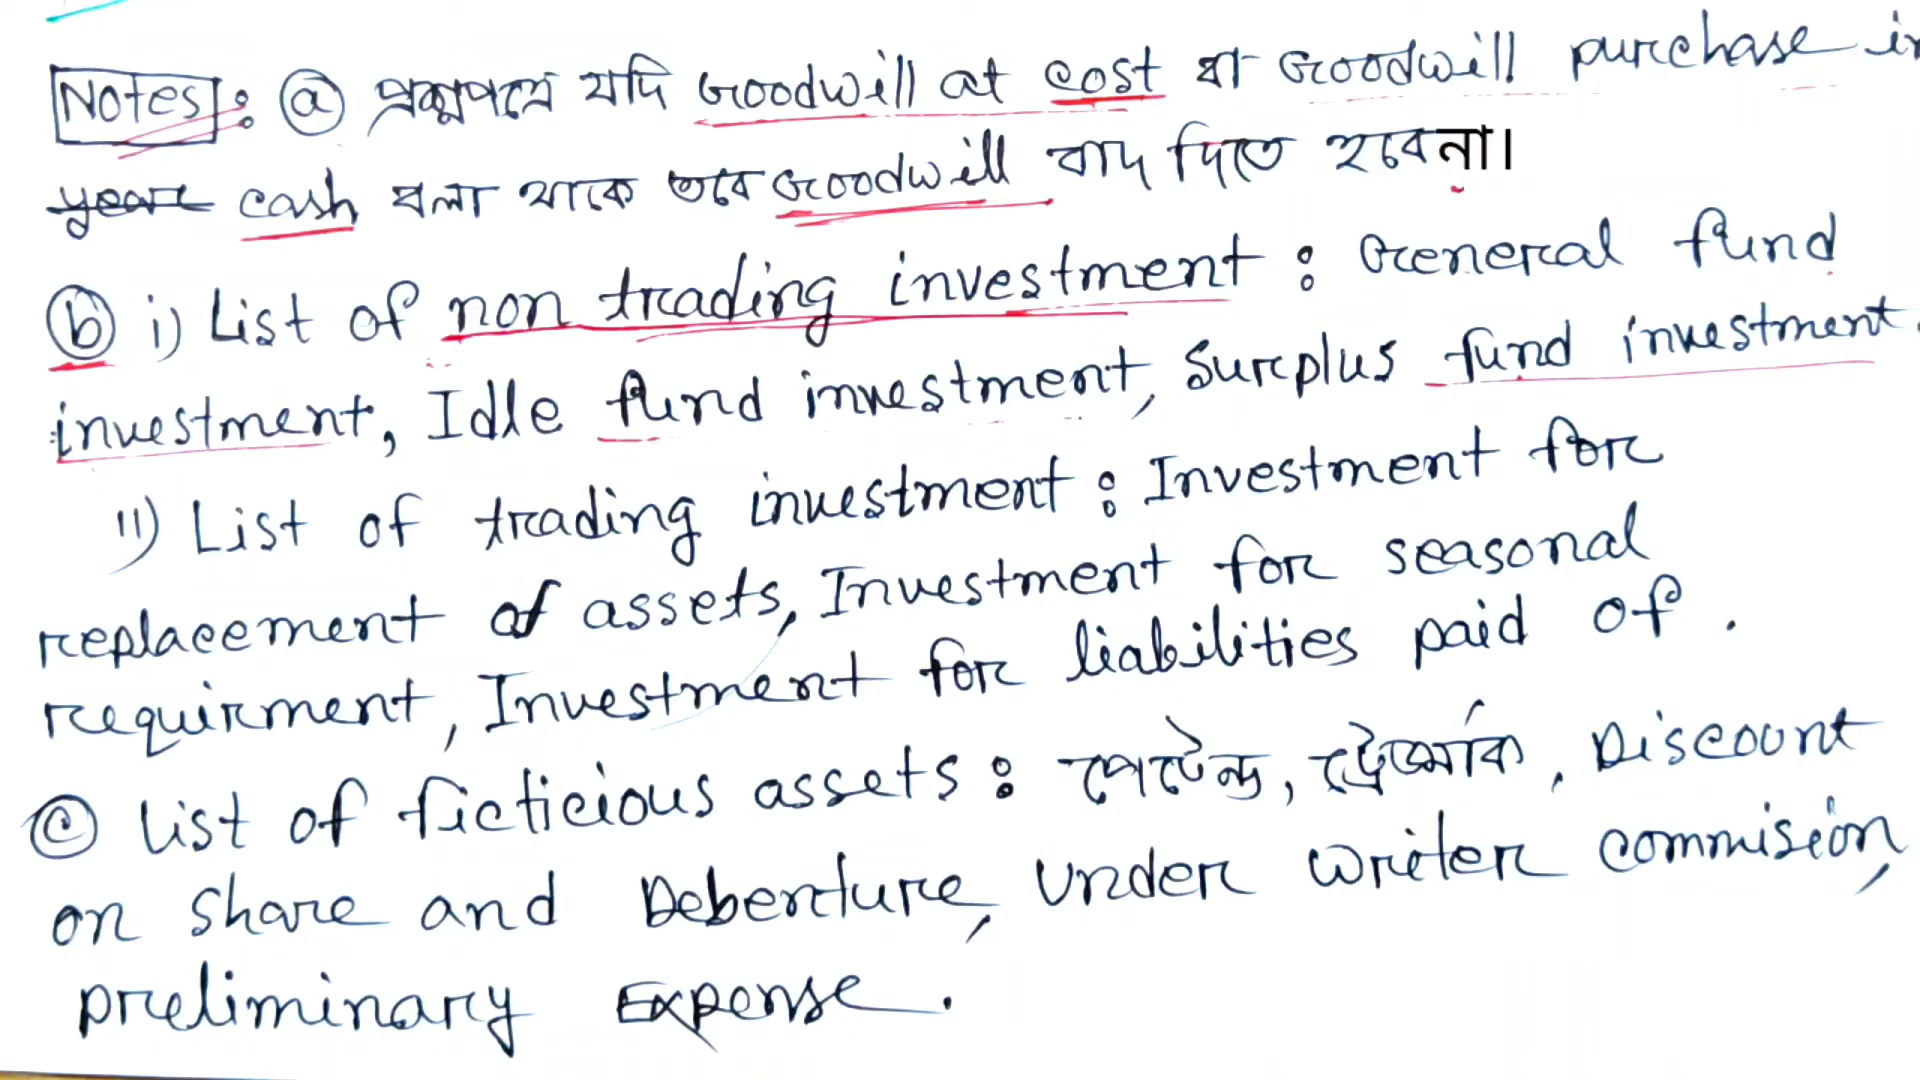 Notes: ⓐ প্রশ্নপত্রে যদি Goodwill at cost বা Goodwill purchase in
year cash বলা থাকে তবে Goodwill বাদ দিতে হবে না।
ⓑ i) List of non trading investment : General fund
investment, Idle fund investment, Surplus fund investment.
ii) List of trading investment : Investment for
replacement of assets, Investment for seasonal
requirment, Investment for liabilities paid of .
ⓒ List of ficticious assets : পেটেন্ড, ট্রেডমার্ক, Discount
on share and Debenture, under writer commision,
preliminary Expense.